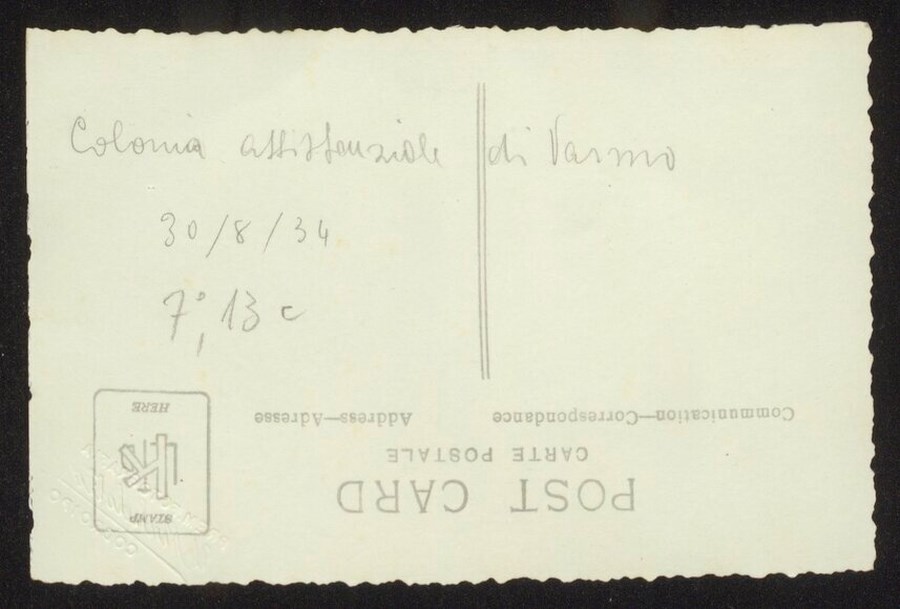 Colonia assistenziale di Varmo
30/8/34
7°, 13 c
POST CARD
CARTE POSTALE
Communication—Correspondance
Address—Adresse
STAMP
HERE